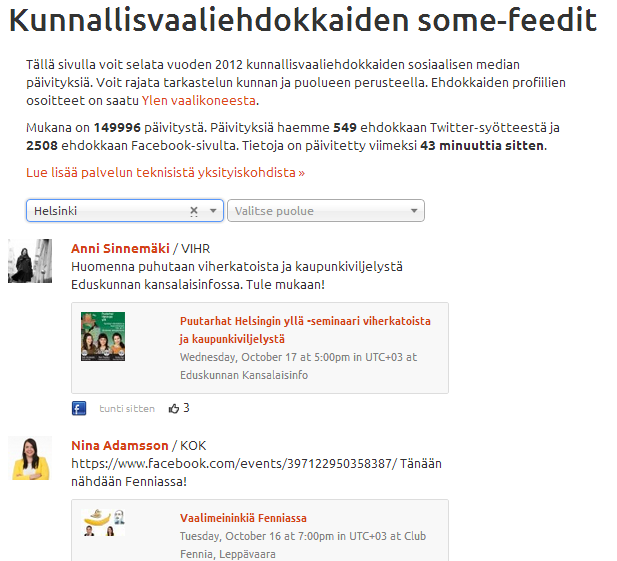 Kunnallisvaaliehdokkaiden some-feedit
Tällä sivulla voit selata vuoden 2012 kunnallisvaaliehdokkaiden sosiaalisen median
päivityksiä. Voit rajata tarkastelun kunnan ja puolueen perusteella. Ehdokkaiden profiilien
osoitteet on saatu Ylen vaalikoneesta.
Mukana on 149996 päivitystä. Päivityksiä haemme 549 ehdokkaan Twitter-syötteestä ja
2508 ehdokkaan Facebook-sivulta. Tietoja on päivitetty viimeksi 43 minuuttia sitten.
Lue lisää palvelun teknisistä yksityiskohdista »
Helsinki
Valitse puolue
Anni Sinnemäki / VIHR
Huomenna puhutaan viherkatoista ja kaupunkiviljelystä
Eduskunnan kansalaisinfossa. Tule mukaan!
Puutarhat Helsingin yllä -seminaari viherkatoista
ja kaupunkiviljelystä
Wednesday, October 17 at 5:00pm in UTC+03 at
Eduskunnan Kansalaisinfo
tunti sitten 3
Nina Adamsson / KOK
https://www.facebook.com/events/397122950358387/ Tänään
nähdään Fenniassa!
Vaalimeininkiä Fenniassa
Tuesday, October 16 at 7:00pm in UTC+03 at Club
Fennia, Leppävaara